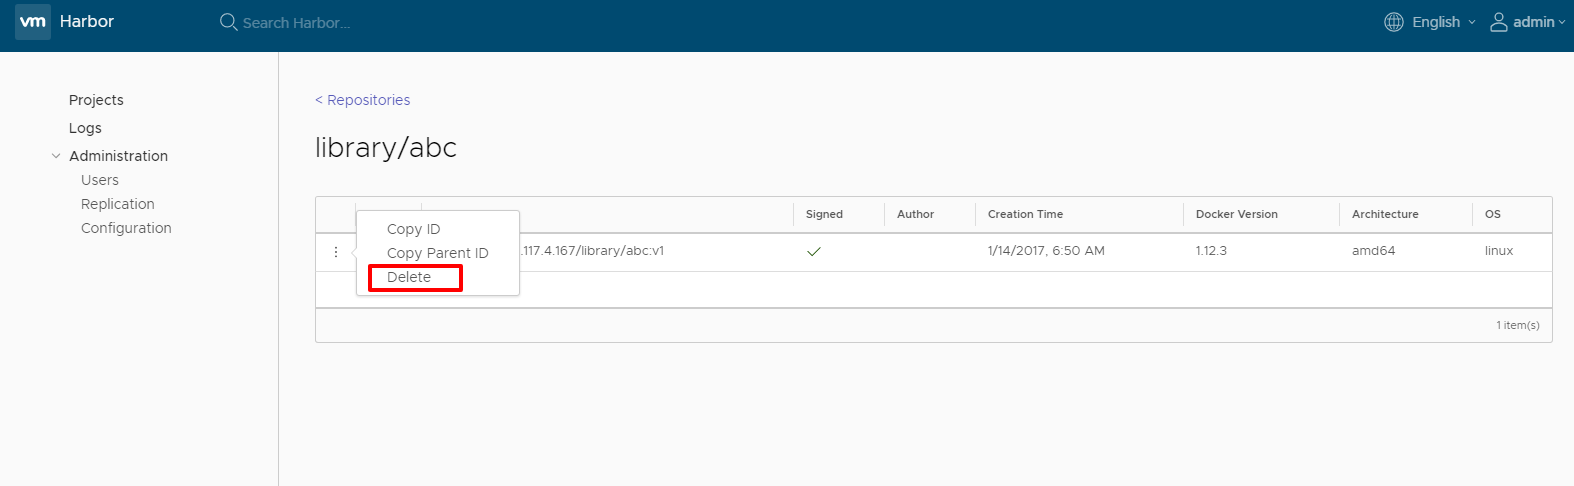 vm Harbor Search Harbor... English admin
Projects
Logs
Administration
Users
Replication
Configuration
< Repositories
library/abc
Signed Author Creation Time Docker Version Architecture OS
Copy ID
Copy Parent ID
Delete
.117.4.167/library/abc:v1 1/14/2017, 6:50 AM 1.12.3 amd64 linux
1 item(s)